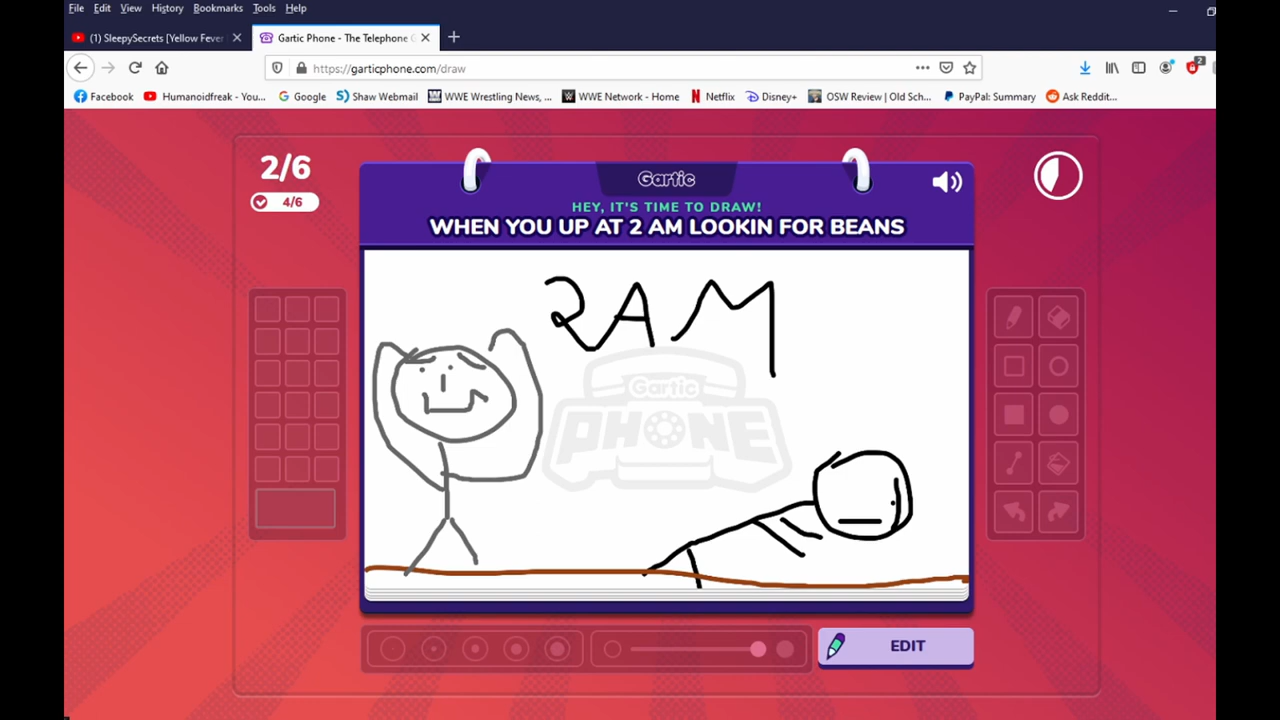 File Edit View History Bookmarks Tools Help
(1) SleepySecrets [Yellow Fever
Gartic Phone - The Telephone G
https://garticphone.com/draw
Facebook Humanoidfreak - You... Google Shaw Webmail WWE Wrestling News, ... WWE Network - Home Netflix Disney+ OSW Review | Old Sch... PayPal: Summary Ask Reddit... 2
2/6
4/6
Gartic
HEY, IT'S TIME TO DRAW!
WHEN YOU UP AT 2 AM LOOKIN FOR BEANS
2AM
Gartic
PHONE
EDIT